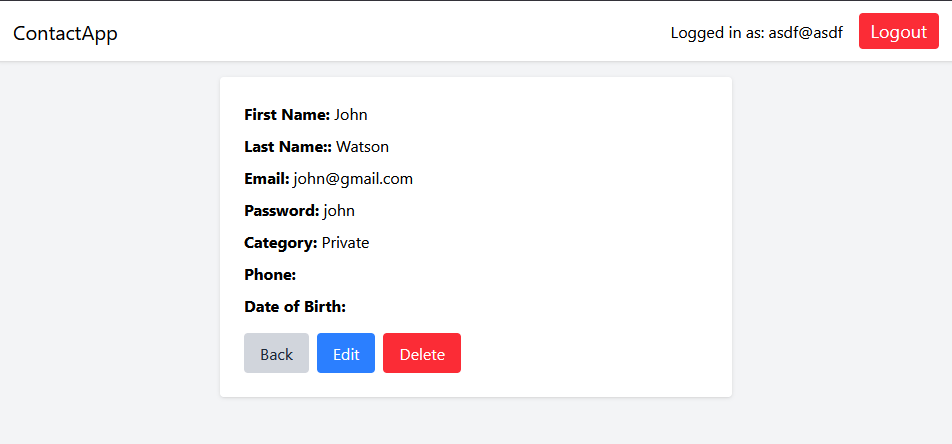 ContactApp
Logged in as: asdf@asdf
Logout
First Name: John
Last Name:: Watson
Email: john@gmail.com
Password: john
Category: Private
Phone:
Date of Birth:
Back Edit Delete